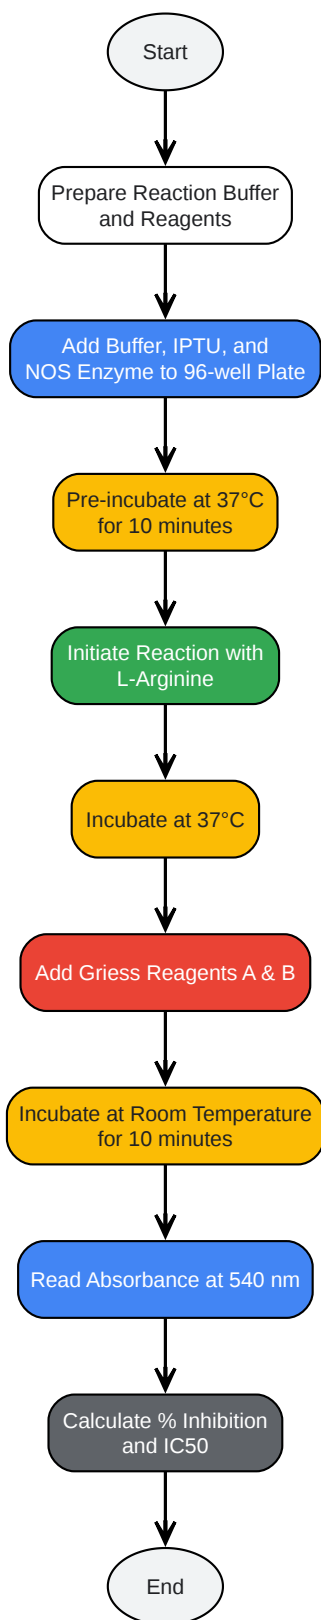 Start
Prepare Reaction Buffer
and Reagents
Add Buffer, IPTU, and
NOS Enzyme to 96-well Plate
Pre-incubate at 37°C
for 10 minutes
Initiate Reaction with
L-Arginine
Incubate at 37°C
Add Griess Reagents A & B
Incubate at Room Temperature
for 10 minutes
Read Absorbance at 540 nm
Calculate % Inhibition
and IC50
End